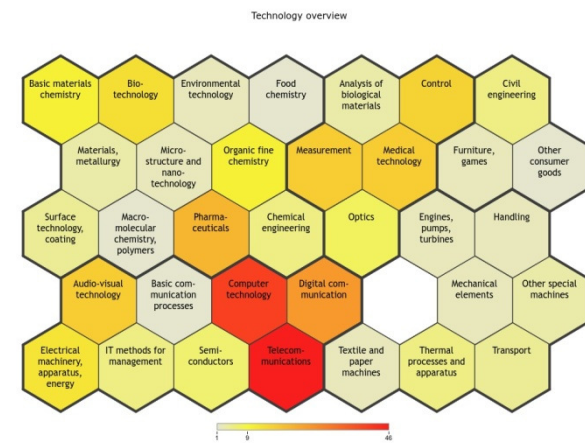 Technology overview
Basic materials
chemistry
Bio-
technology
Environmental
technology
Food
chemistry
Analysis of
biological
materials
Control
Civil
engineering
Materials,
metallurgy
Micro-
structure and
nano-
technology
Organic fine
chemistry
Measurement
Medical
technology
Furniture,
games
Other
consumer
goods
Surface
technology,
coating
Macro-
molecular
chemistry,
polymers
Pharma-
ceuticals
Chemical
engineering
Optics
Engines,
pumps,
turbines
Handling
Audio-visual
technology
Basic com-
munication
processes
Computer
technology
Digital com-
munication
Mechanical
elements
Other special
machines
Electrical
machinery,
apparatus,
energy
IT methods for
management
Semi-
conductors
Telecom-
munications
Textile and
paper
machines
Thermal
processes and
apparatus
Transport
1 9 46